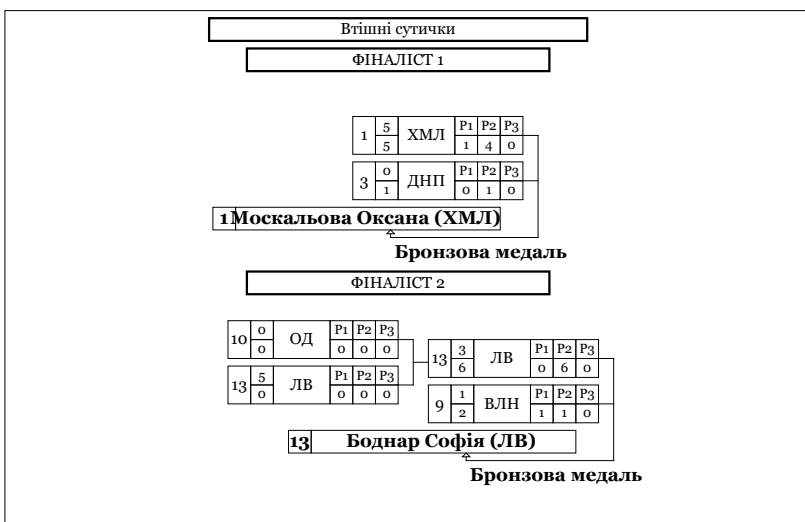 Втішні сутички
ФІНАЛІСТ 1
1 5 ХМЛ P1 P2 P3
5 1 4 0
3 0 ДНП P1 P2 P3
1 0 1 0
1 Москальова Оксана (ХМЛ)
Бронзова медаль
ФІНАЛІСТ 2
10 0 ОД P1 P2 P3
0 0 0 0
13 5 ЛВ P1 P2 P3
0 0 0 0
13 3 ЛВ P1 P2 P3
6 0 6 0
9 1 ВЛН P1 P2 P3
2 1 1 0
13 Боднар Софія (ЛВ)
Бронзова медаль